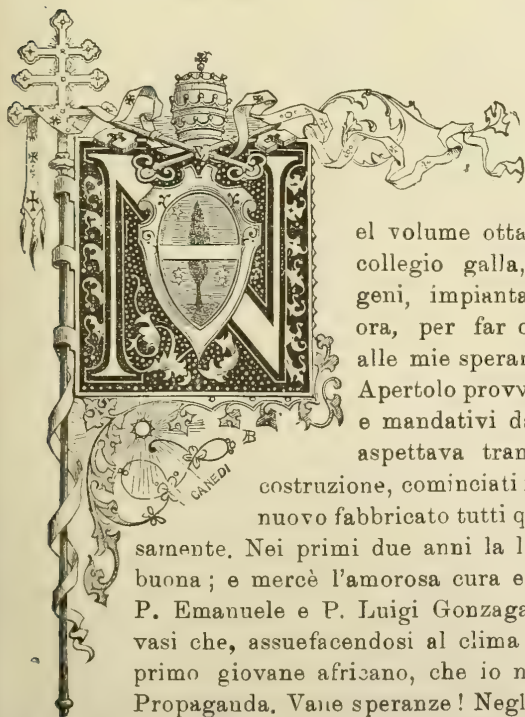 N
el volume otta
collegio galla,
geni, impianta
ora, per far c
alle mie speran
Apertolo provv
e mandativi da
aspettava tran
costruzione, cominciati
nuovo fabbricato tutti q
samente. Nei primi due anni la l
buona ; e mercè l'amorosa cura e
P. Emanuele e P. Luigi Gonzaga
vasi che, assuefacendosi al clima
primo giovane africano, che io n
Propaganda. Vane speranze ! Negl
CANEDI